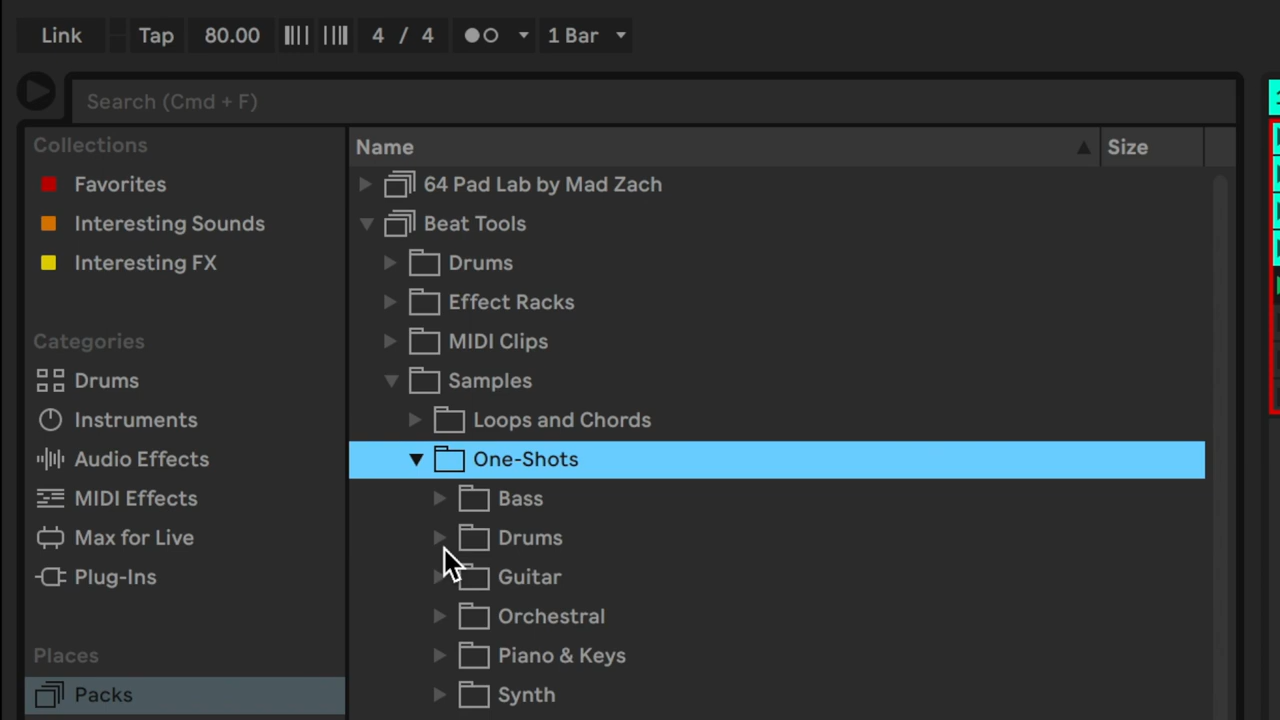 Link Tap 80.00 4 / 4 1 Bar
Search (Cmd + F)
Collections
Favorites
Interesting Sounds
Interesting FX
Categories
Drums
Instruments
Audio Effects
MIDI Effects
Max for Live
Plug-Ins
Places
Packs
Name Size
64 Pad Lab by Mad Zach
Beat Tools
Drums
Effect Racks
MIDI Clips
Samples
Loops and Chords
One-Shots
Bass
Drums
Guitar
Orchestral
Piano & Keys
Synth